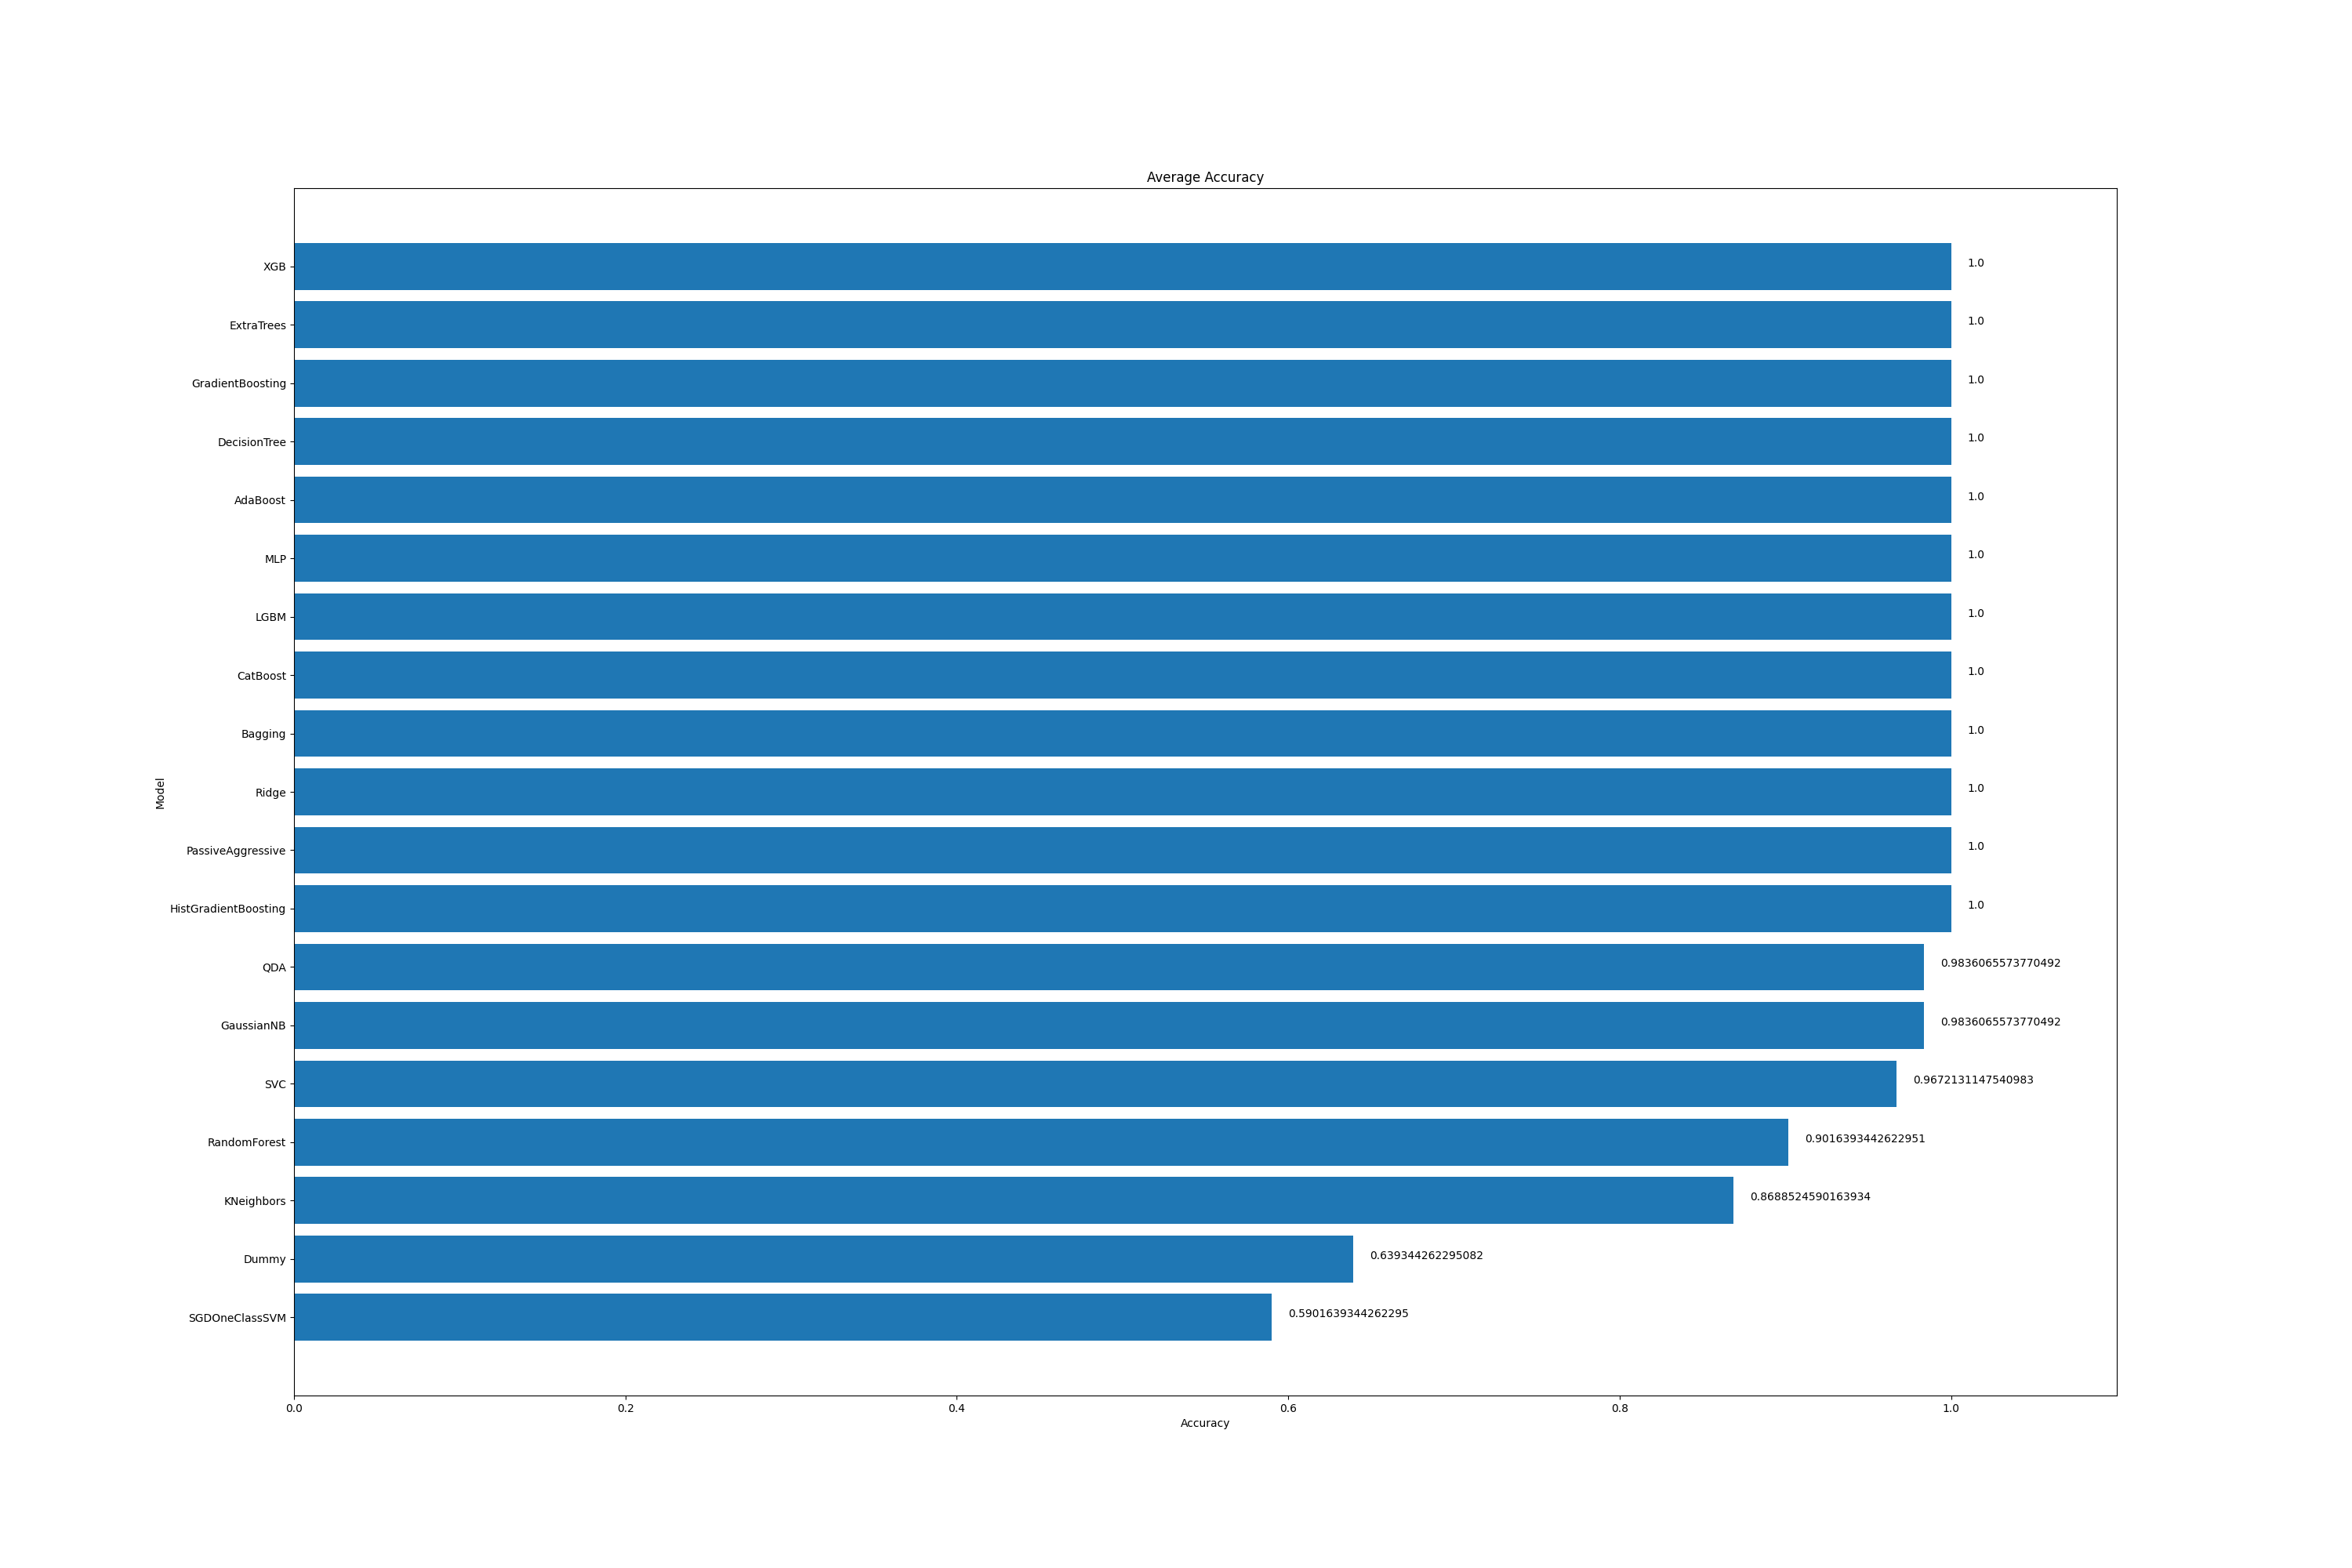 Average Accuracy
XGB 1.0
ExtraTrees 1.0
GradientBoosting 1.0
DecisionTree 1.0
AdaBoost 1.0
MLP 1.0
LGBM 1.0
CatBoost 1.0
Bagging 1.0
Ridge 1.0
PassiveAggressive 1.0
HistGradientBoosting 1.0
QDA 0.9836065573770492
GaussianNB 0.9836065573770492
SVC 0.9672131147540983
RandomForest 0.9016393442622951
KNeighbors 0.8688524590163934
Dummy 0.639344262295082
SGDOneClassSVM 0.5901639344262295
Model
0.0 0.2 0.4 0.6 0.8 1.0
Accuracy